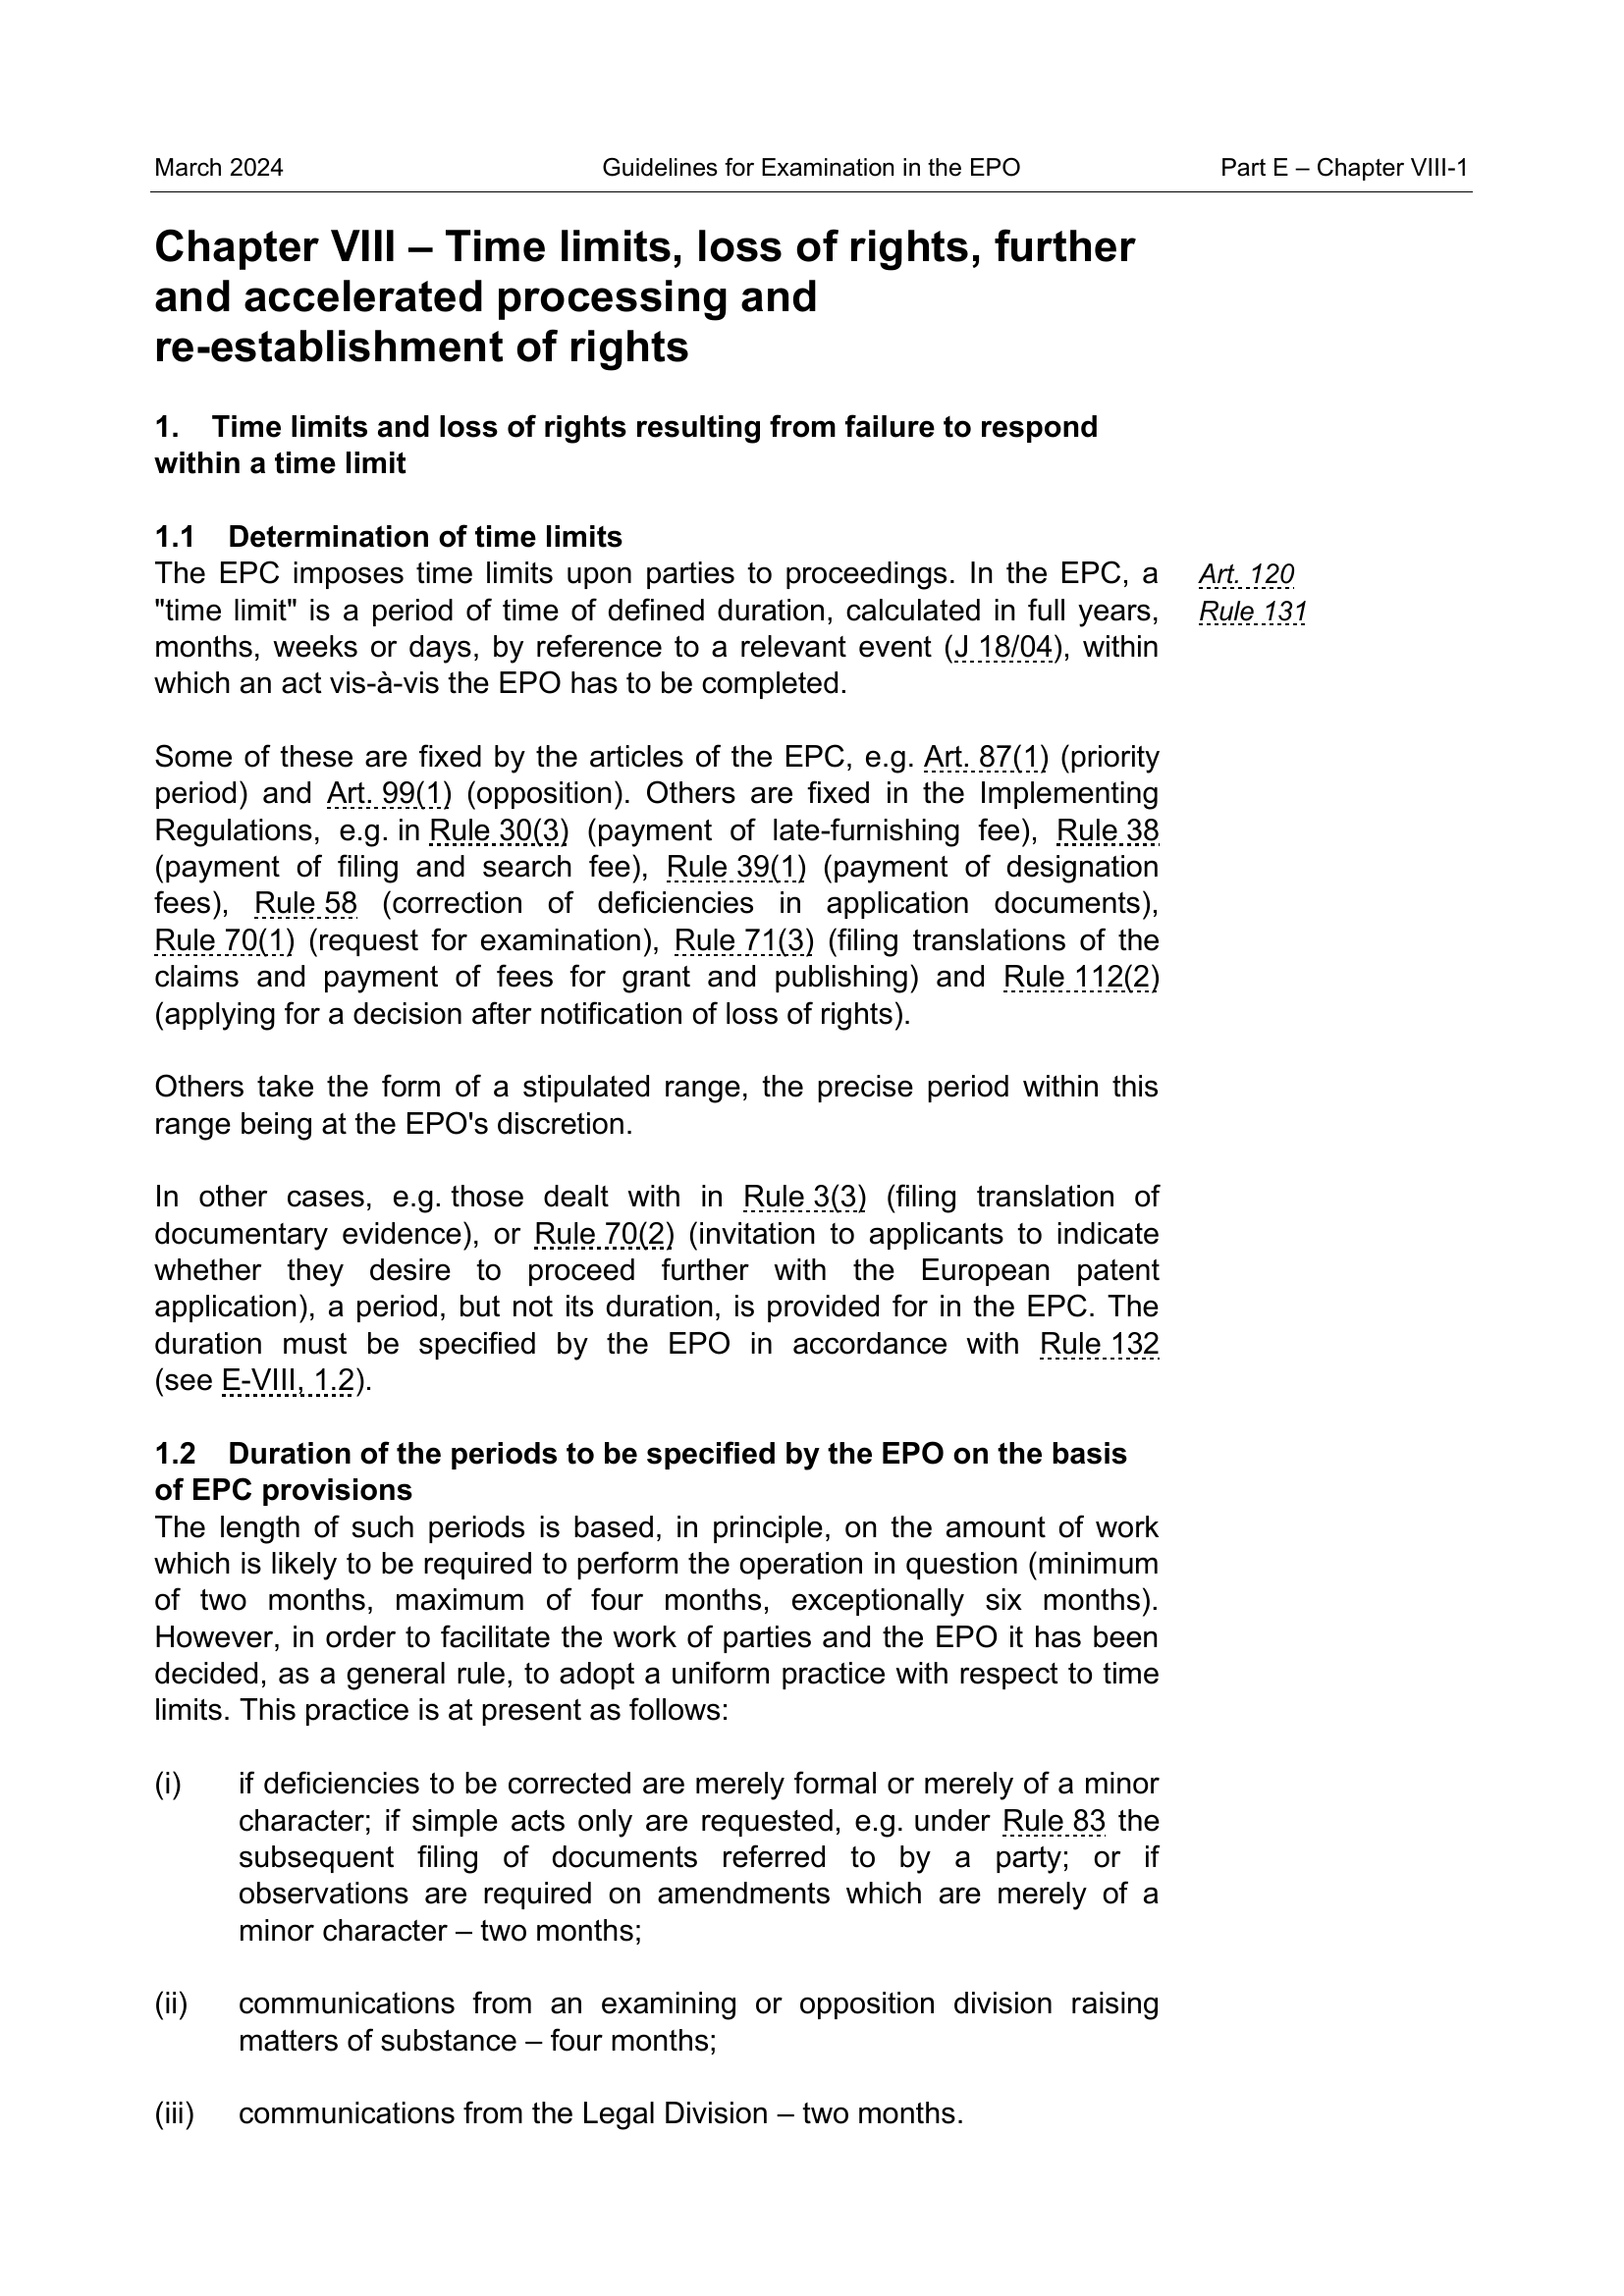 March 2024 Guidelines for Examination in the EPO Part E – Chapter VIII-1
Chapter VIII – Time limits, loss of rights, further
and accelerated processing and
re-establishment of rights
1. Time limits and loss of rights resulting from failure to respond
within a time limit
1.1 Determination of time limits
The EPC imposes time limits upon parties to proceedings. In the EPC, a
"time limit" is a period of time of defined duration, calculated in full years,
months, weeks or days, by reference to a relevant event (J 18/04), within
which an act vis-à-vis the EPO has to be completed.
Art. 120
Rule 131
Some of these are fixed by the articles of the EPC, e.g. Art. 87(1) (priority
period) and Art. 99(1) (opposition). Others are fixed in the Implementing
Regulations, e.g. in Rule 30(3) (payment of late-furnishing fee), Rule 38
(payment of filing and search fee), Rule 39(1) (payment of designation
fees), Rule 58 (correction of deficiencies in application documents),
Rule 70(1) (request for examination), Rule 71(3) (filing translations of the
claims and payment of fees for grant and publishing) and Rule 112(2)
(applying for a decision after notification of loss of rights).
Others take the form of a stipulated range, the precise period within this
range being at the EPO's discretion.
In other cases, e.g. those dealt with in Rule 3(3) (filing translation of
documentary evidence), or Rule 70(2) (invitation to applicants to indicate
whether they desire to proceed further with the European patent
application), a period, but not its duration, is provided for in the EPC. The
duration must be specified by the EPO in accordance with Rule 132
(see E-VIII, 1.2).
1.2 Duration of the periods to be specified by the EPO on the basis
of EPC provisions
The length of such periods is based, in principle, on the amount of work
which is likely to be required to perform the operation in question (minimum
of two months, maximum of four months, exceptionally six months).
However, in order to facilitate the work of parties and the EPO it has been
decided, as a general rule, to adopt a uniform practice with respect to time
limits. This practice is at present as follows:
(i) if deficiencies to be corrected are merely formal or merely of a minor
character; if simple acts only are requested, e.g. under Rule 83 the
subsequent filing of documents referred to by a party; or if
observations are required on amendments which are merely of a
minor character – two months;
(ii) communications from an examining or opposition division raising
matters of substance – four months;
(iii) communications from the Legal Division – two months.